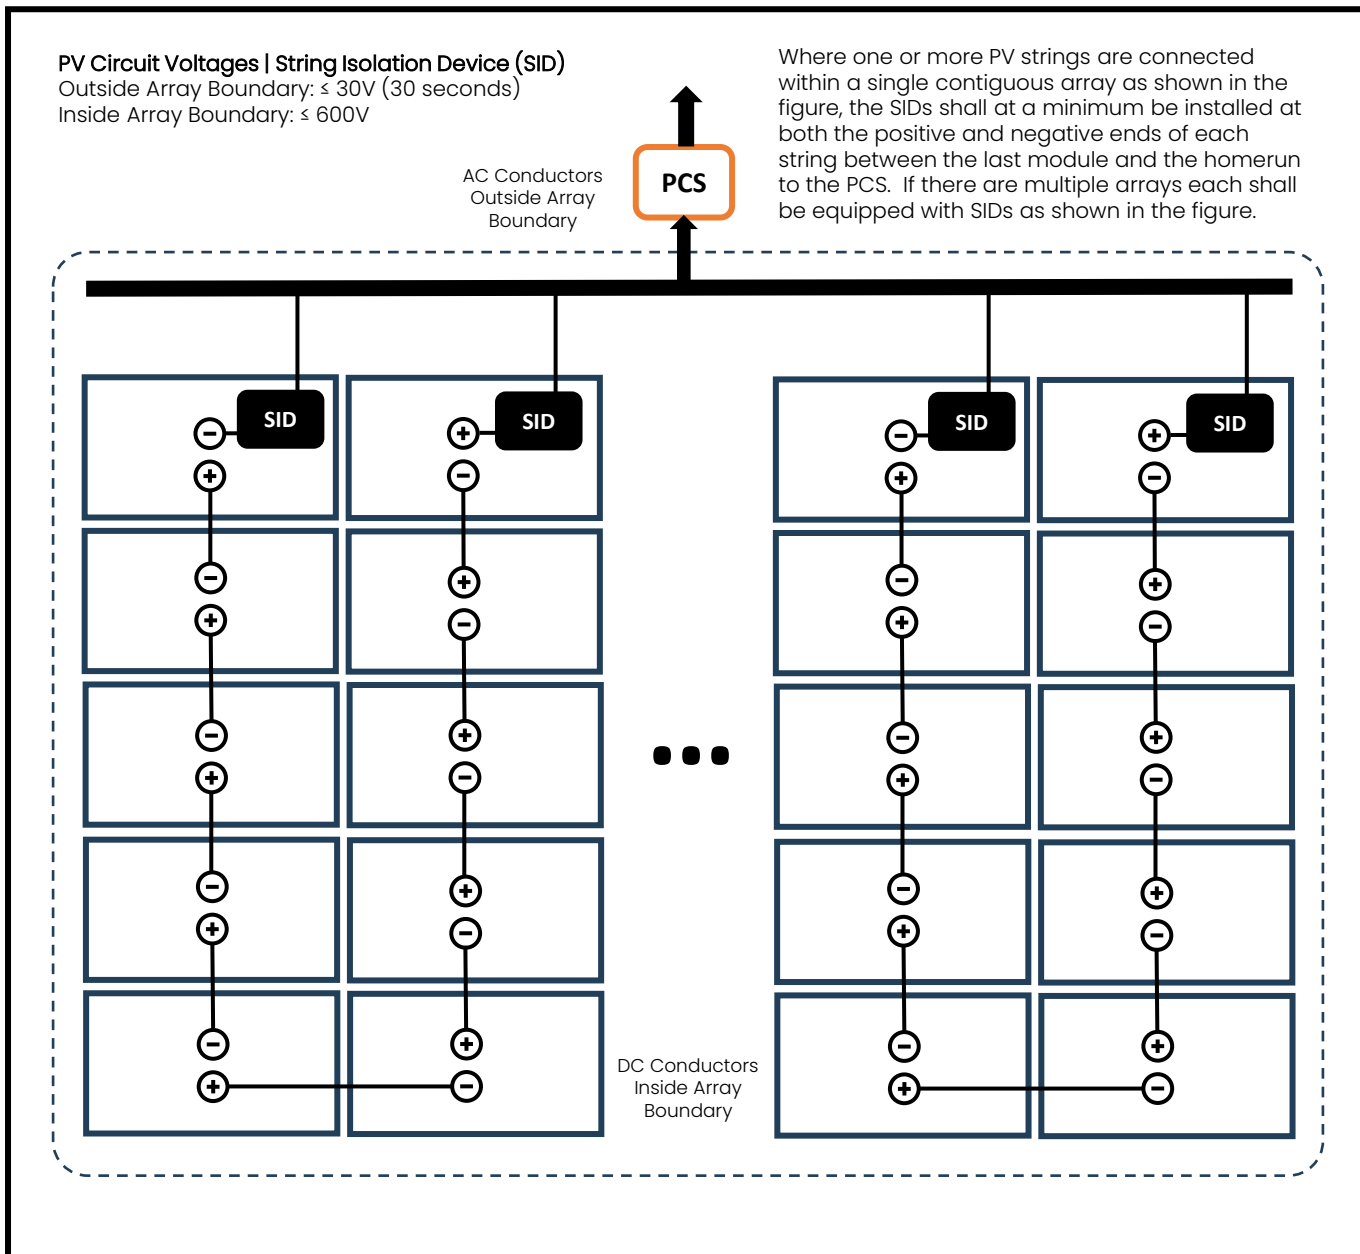 PV Circuit Voltages | String Isolation Device (SID)
Outside Array Boundary: ≤ 30V (30 seconds)
Inside Array Boundary: ≤ 600V
Where one or more PV strings are connected
within a single contiguous array as shown in the
figure, the SIDs shall at a minimum be installed at
both the positive and negative ends of each
string between the last module and the homerun
to the PCS.  If there are multiple arrays each shall
be equipped with SIDs as shown in the figure.
AC Conductors
Outside Array
Boundary
PCS
SID
SID
SID
SID
DC Conductors
Inside Array
Boundary